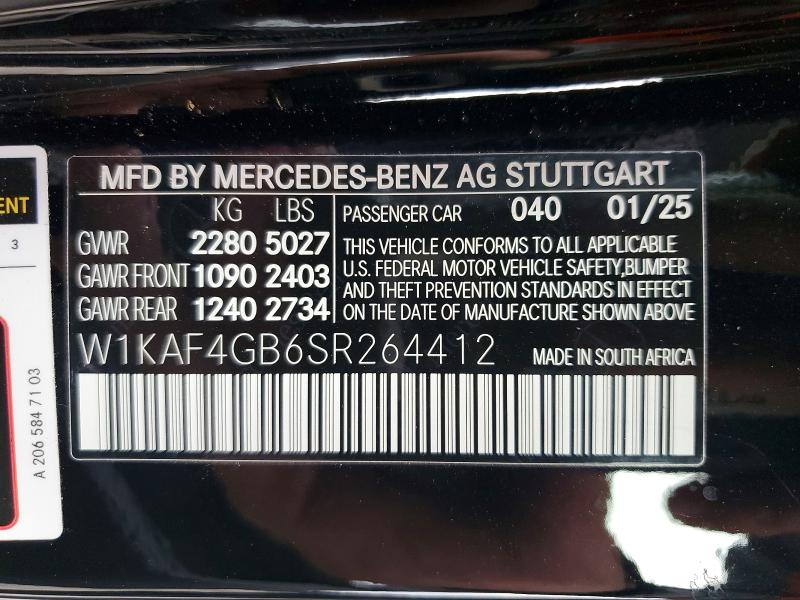 MFD BY MERCEDES-BENZ AG STUTTGART
KG LBS
GVWR 2280 5027
GAWR FRONT 1090 2403
GAWR REAR 1240 2734
PASSENGER CAR 040 01/25
THIS VEHICLE CONFORMS TO ALL APPLICABLE
U.S. FEDERAL MOTOR VEHICLE SAFETY,BUMPER
AND THEFT PREVENTION STANDARDS IN EFFECT
ON DATE OF MANUFACTURE SHOWN ABOVE
W1KAF4GB6SR264412 MADE IN SOUTH AFRICA
ENT
3
A 206 584 71 03